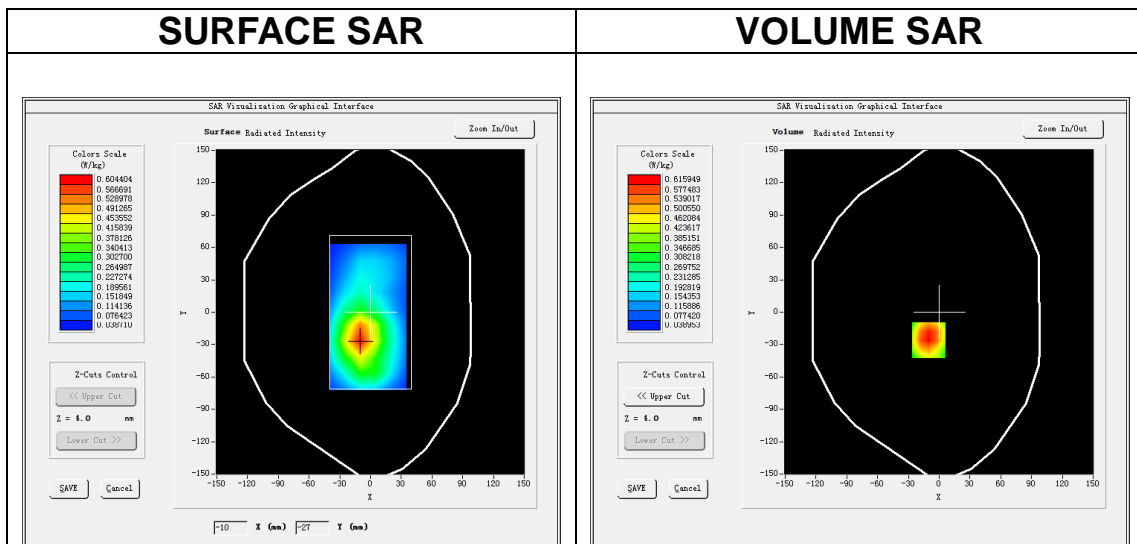 SURFACE SAR
SAR Visualisation Graphical Interface
Surface Radiated Intensity
Zoom In/Out
Colors Scale
(W/kg)
0.604404
0.566691
0.528978
0.491265
0.453552
0.415839
0.378126
0.340413
0.302700
0.264987
0.227274
0.189561
0.151849
0.114136
0.076423
0.038710
150
120
90
60
30
0
-30
-60
-90
-120
-150
Y
-150 -120 -90 -60 -30 0 30 60 90 120 150
X
Z-Cuts Control
<< Upper Cut
Z = 4.0 mm
Lower Cut >>
SAVE Cancel
-10 X (mm) -27 Y (mm)
VOLUME SAR
SAR Visualisation Graphical Interface
Volume Radiated Intensity
Zoom In/Out
Colors Scale
(W/kg)
0.615949
0.577483
0.539017
0.500550
0.462084
0.423617
0.385151
0.346685
0.308218
0.269752
0.231285
0.192819
0.154353
0.115886
0.077420
0.038953
150
120
90
60
30
0
-30
-60
-90
-120
-150
Y
-150 -120 -90 -60 -30 0 30 60 90 120 150
X
Z-Cuts Control
<< Upper Cut
Z = 4.0 mm
Lower Cut >>
SAVE Cancel